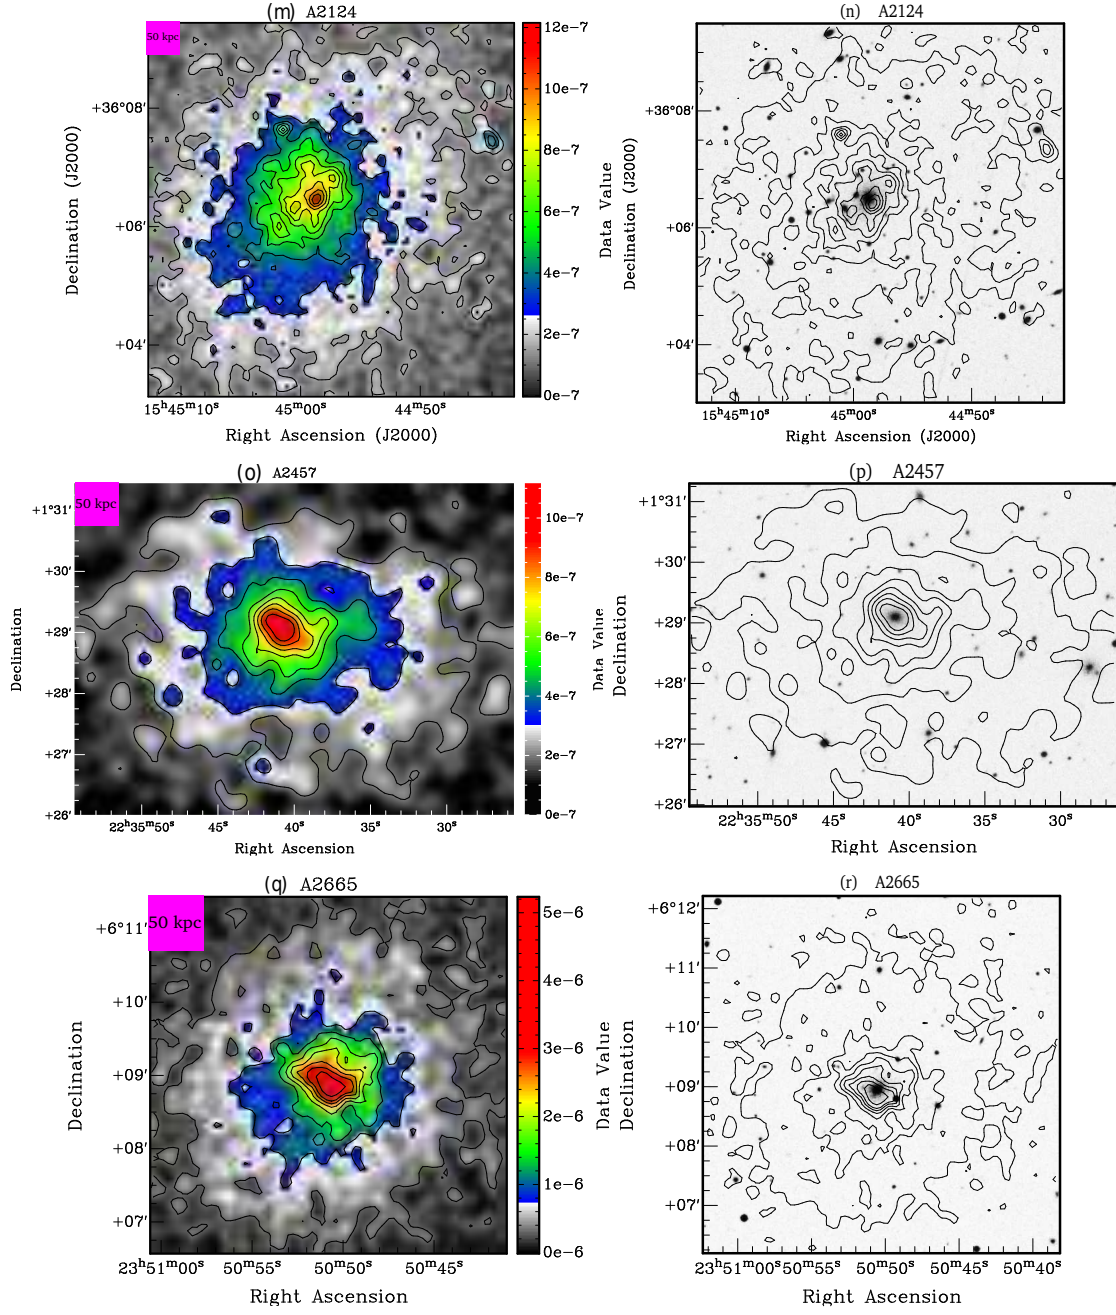 (m) A2124
50 kpc
+36°08′
+06′
+04′
Declination (J2000)
15ʰ45ᵐ10ˢ 45ᵐ00ˢ 44ᵐ50ˢ
Right Ascension (J2000)
12e-7
10e-7
8e-7
6e-7
4e-7
2e-7
0e-7
Data Value
(n) A2124
+36°08′
+06′
+04′
Declination (J2000)
15ʰ45ᵐ10ˢ 45ᵐ00ˢ 44ᵐ50ˢ
Right Ascension (J2000)
(o) A2457
50 kpc
+1°31′
+30′
+29′
+28′
+27′
+26′
Declination
22ʰ35ᵐ50ˢ 45ˢ 40ˢ 35ˢ 30ˢ
Right Ascension
10e-7
8e-7
6e-7
4e-7
2e-7
0e-7
Data Value
(p) A2457
+1°31′
+30′
+29′
+28′
+27′
+26′
Declination
22ʰ35ᵐ50ˢ 45ˢ 40ˢ 35ˢ 30ˢ
Right Ascension
(q) A2665
50 kpc
+6°11′
+10′
+09′
+08′
+07′
Declination
23ʰ51ᵐ00ˢ 50ᵐ55ˢ 50ᵐ50ˢ 50ᵐ45ˢ
Right Ascension
5e-6
4e-6
3e-6
2e-6
1e-6
0e-6
Data Value
(r) A2665
+6°12′
+11′
+10′
+09′
+08′
+07′
Declination
23ʰ51ᵐ00ˢ 50ᵐ55ˢ 50ᵐ50ˢ 50ᵐ45ˢ 50ᵐ40ˢ
Right Ascension